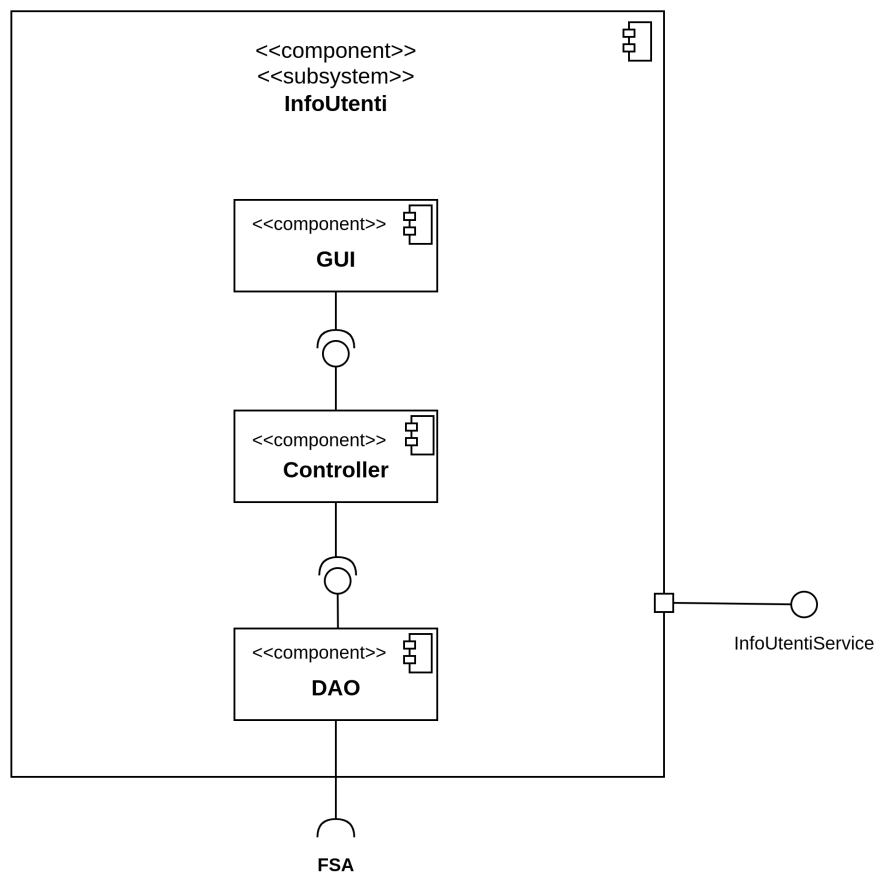 <<component>>
<<subsystem>>
InfoUtenti
<<component>>
GUI
<<component>>
Controller
<<component>>
DAO
InfoUtentiService
FSA